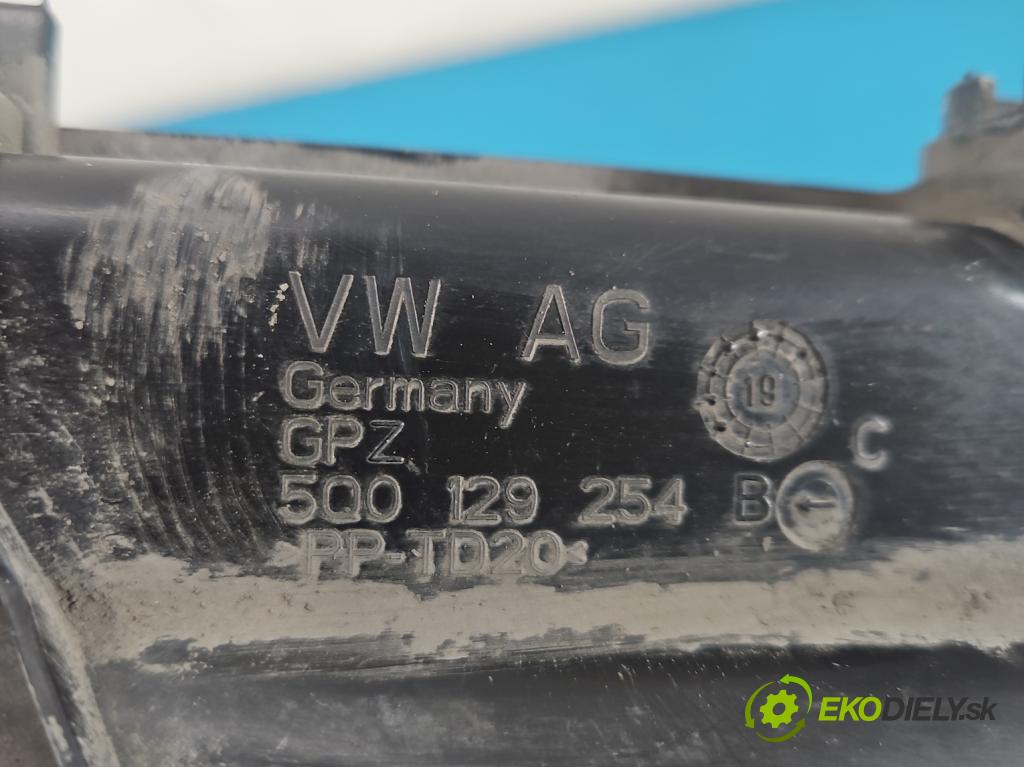 VW AG
Germany
GPZ
19
C
5Q0 129 254 B
PP-TD20<
EKODIELY.sk